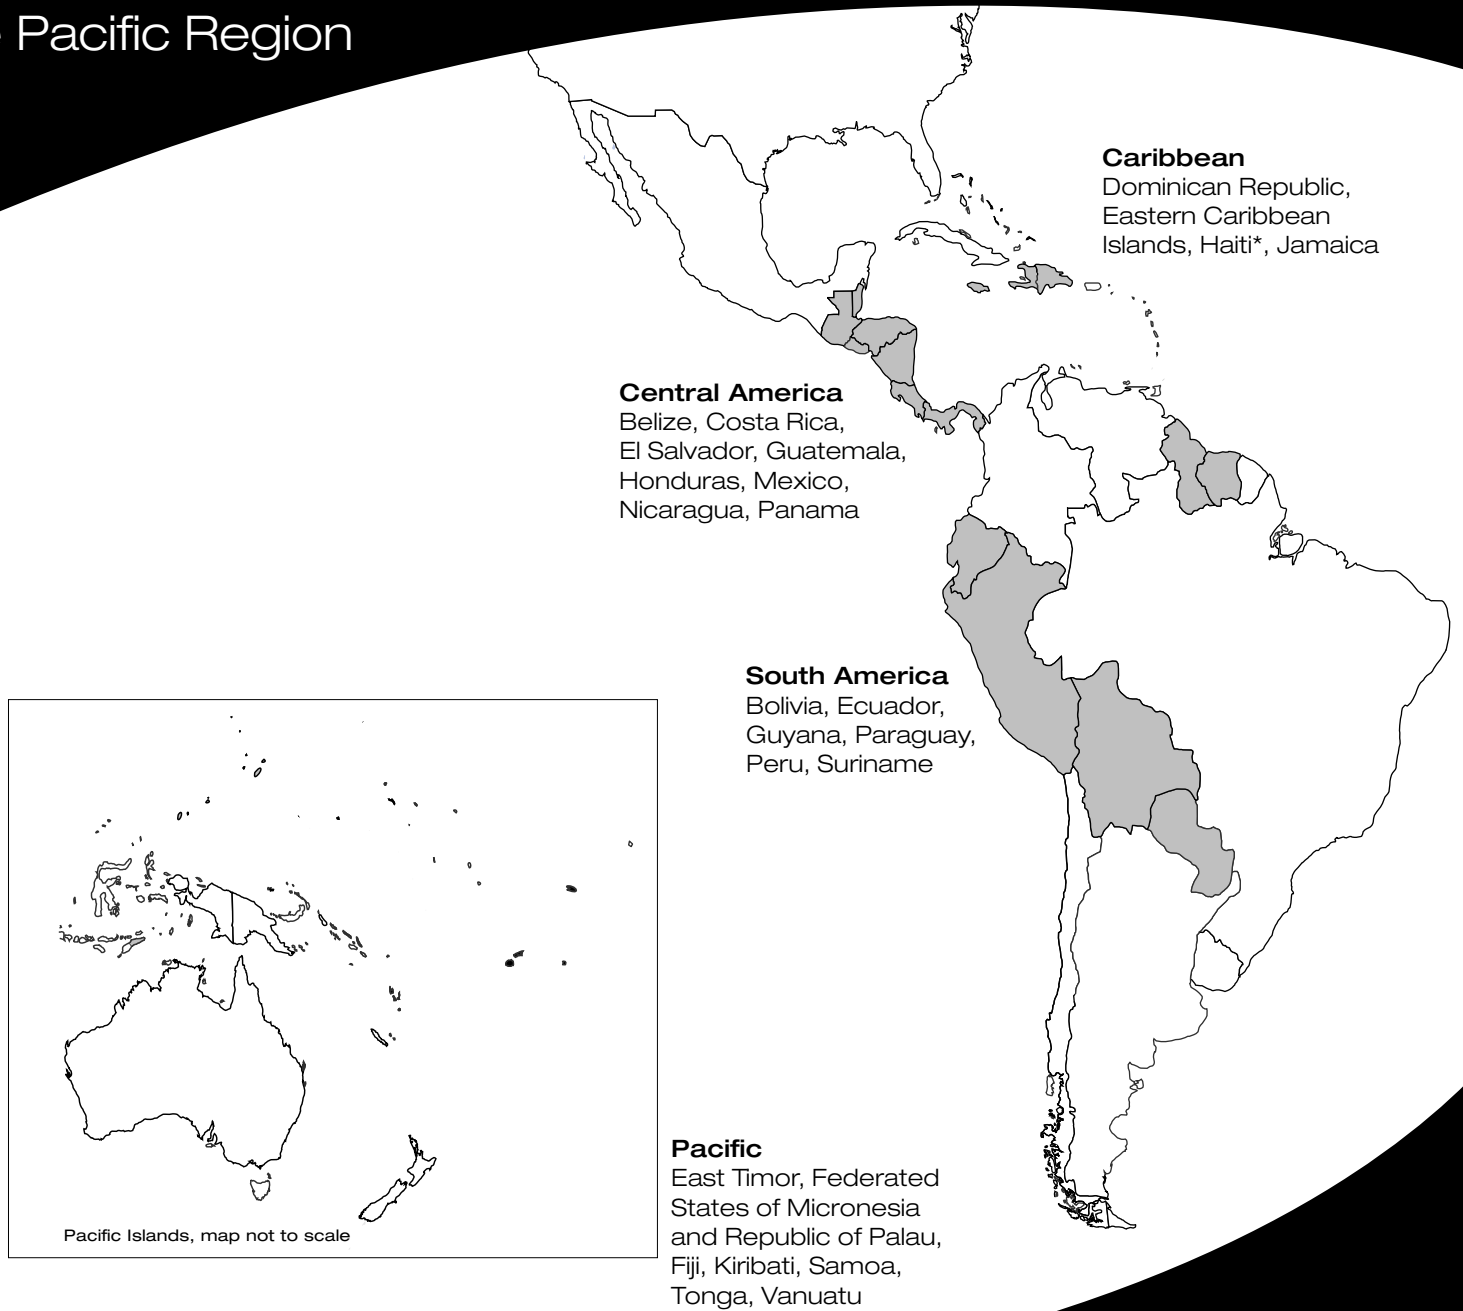 Pacific Region
Caribbean
Dominican Republic,
Eastern Caribbean
Islands, Haiti*, Jamaica
Central America
Belize, Costa Rica,
El Salvador, Guatemala,
Honduras, Mexico,
Nicaragua, Panama
South America
Bolivia, Ecuador,
Guyana, Paraguay,
Peru, Suriname
Pacific Islands, map not to scale
Pacific
East Timor, Federated
States of Micronesia
and Republic of Palau,
Fiji, Kiribati, Samoa,
Tonga, Vanuatu